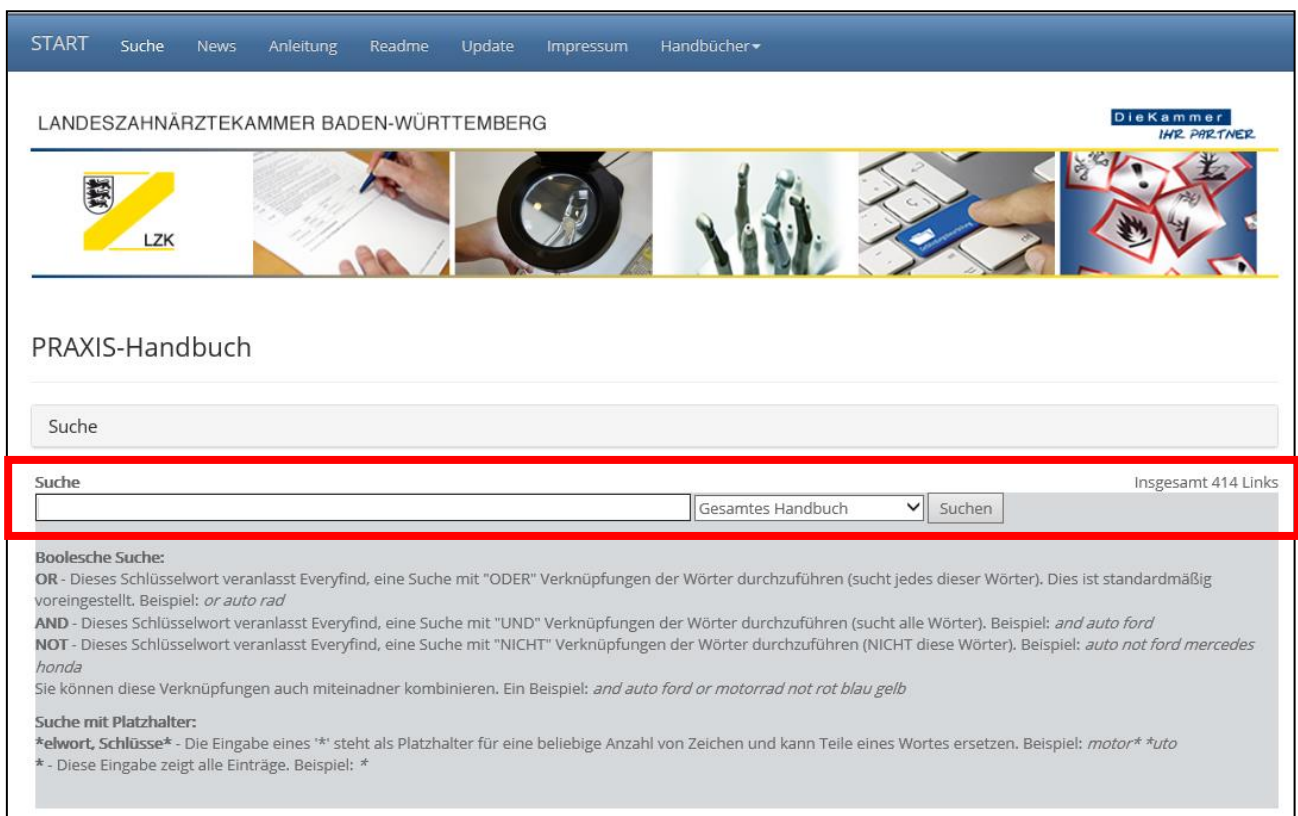 START Suche News Anleitung Readme Update Impressum Handbücher
LANDESZAHNÄRZTEKAMMER BADEN-WÜRTTEMBERG
DieKammer
IHR PARTNER
LZK
PRAXIS-Handbuch
Suche
Suche Insgesamt 414 Links
Gesamtes Handbuch Suchen
Boolesche Suche:
OR - Dieses Schlüsselwort veranlasst Everyfind, eine Suche mit "ODER" Verknüpfungen der Wörter durchzuführen (sucht jedes dieser Wörter). Dies ist standardmäßig
voreingestellt. Beispiel: or auto rad
AND - Dieses Schlüsselwort veranlasst Everyfind, eine Suche mit "UND" Verknüpfungen der Wörter durchzuführen (sucht alle Wörter). Beispiel: and auto ford
NOT - Dieses Schlüsselwort veranlasst Everyfind, eine Suche mit "NICHT" Verknüpfungen der Wörter durchzuführen (NICHT diese Wörter). Beispiel: auto not ford mercedes
honda
Sie können diese Verknüpfungen auch miteinadner kombinieren. Ein Beispiel: and auto ford or motorrad not rot blau gelb
Suche mit Platzhalter:
*elwort, Schlüsse* - Die Eingabe eines '*' steht als Platzhalter für eine beliebige Anzahl von Zeichen und kann Teile eines Wortes ersetzen. Beispiel: motor* *uto
* - Diese Eingabe zeigt alle Einträge. Beispiel: *